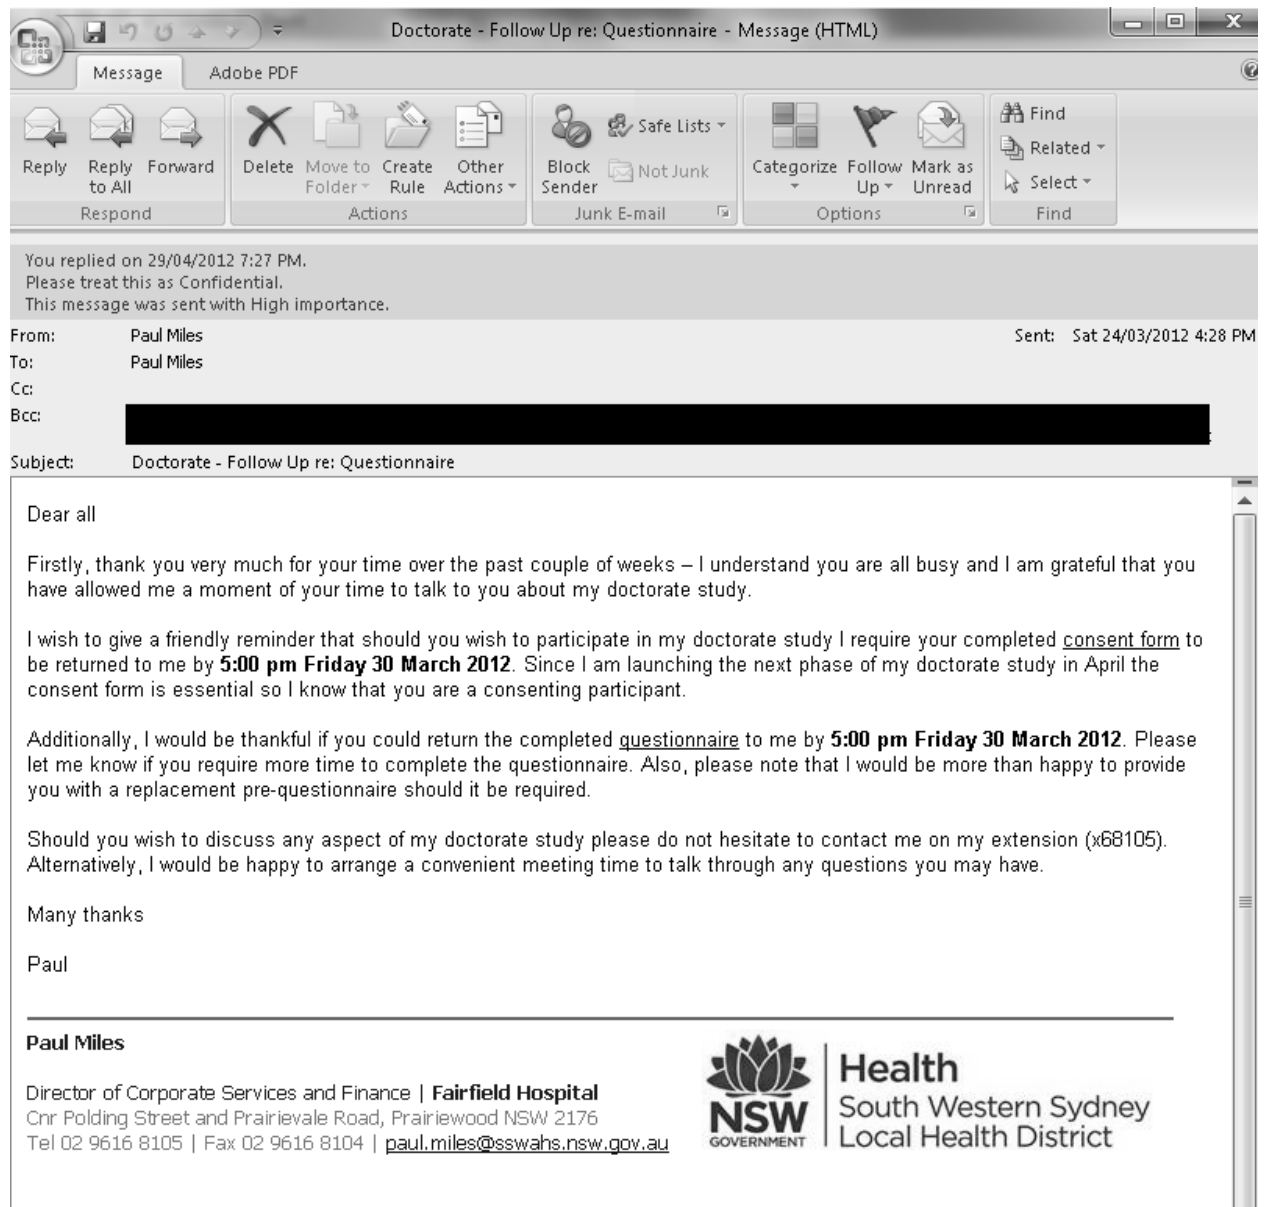 Doctorate - Follow Up re: Questionnaire - Message (HTML)
Message Adobe PDF
Reply Reply to All Forward
Respond
Delete Move to Folder Create Rule Other Actions
Actions
Block Sender Safe Lists Not Junk
Junk E-mail
Categorize Follow Up Mark as Unread
Options
Find Related Select
Find
You replied on 29/04/2012 7:27 PM.
Please treat this as Confidential.
This message was sent with High importance.
From: Paul Miles Sent: Sat 24/03/2012 4:28 PM
To: Paul Miles
Cc:
Bcc:
Subject: Doctorate - Follow Up re: Questionnaire
Dear all
Firstly, thank you very much for your time over the past couple of weeks – I understand you are all busy and I am grateful that you
have allowed me a moment of your time to talk to you about my doctorate study.
I wish to give a friendly reminder that should you wish to participate in my doctorate study I require your completed consent form to
be returned to me by 5:00 pm Friday 30 March 2012. Since I am launching the next phase of my doctorate study in April the
consent form is essential so I know that you are a consenting participant.
Additionally, I would be thankful if you could return the completed questionnaire to me by 5:00 pm Friday 30 March 2012. Please
let me know if you require more time to complete the questionnaire. Also, please note that I would be more than happy to provide
you with a replacement pre-questionnaire should it be required.
Should you wish to discuss any aspect of my doctorate study please do not hesitate to contact me on my extension (x68105).
Alternatively, I would be happy to arrange a convenient meeting time to talk through any questions you may have.
Many thanks
Paul
Paul Miles
Director of Corporate Services and Finance | Fairfield Hospital
Cnr Polding Street and Prairievale Road, Prairiewood NSW 2176
Tel 02 9616 8105 | Fax 02 9616 8104 | paul.miles@sswahs.nsw.gov.au
NSW
GOVERNMENT
Health
South Western Sydney
Local Health District